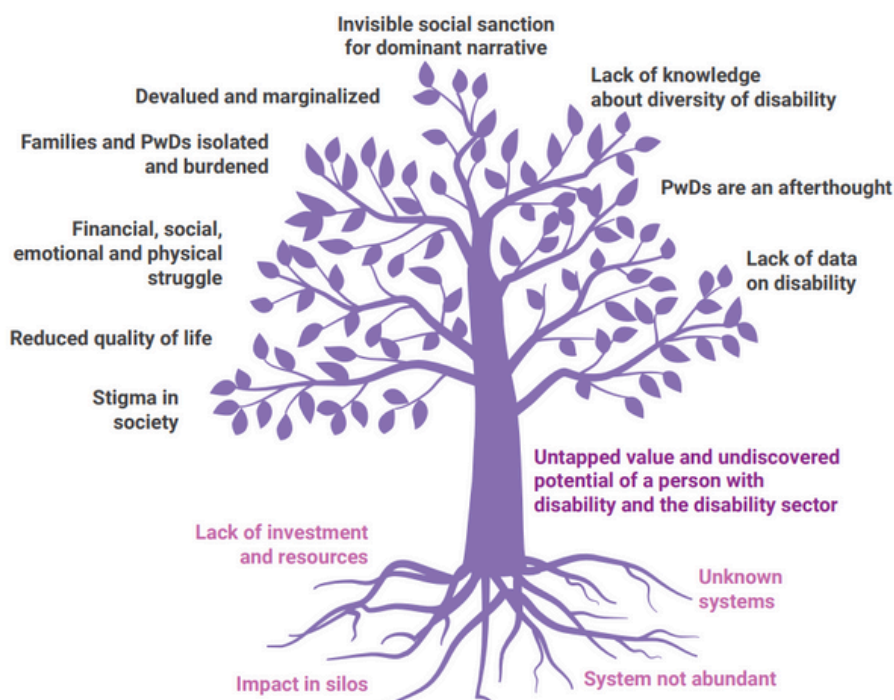 Invisible social sanction
for dominant narrative
Devalued and marginalized
Lack of knowledge
about diversity of disability
Families and PwDs isolated
and burdened
PwDs are an afterthought
Financial, social,
emotional and physical
struggle
Lack of data
on disability
Reduced quality of life
Stigma in
society
Untapped value and undiscovered
potential of a person with
disability and the disability sector
Lack of investment
and resources
Unknown
systems
Impact in silos
System not abundant